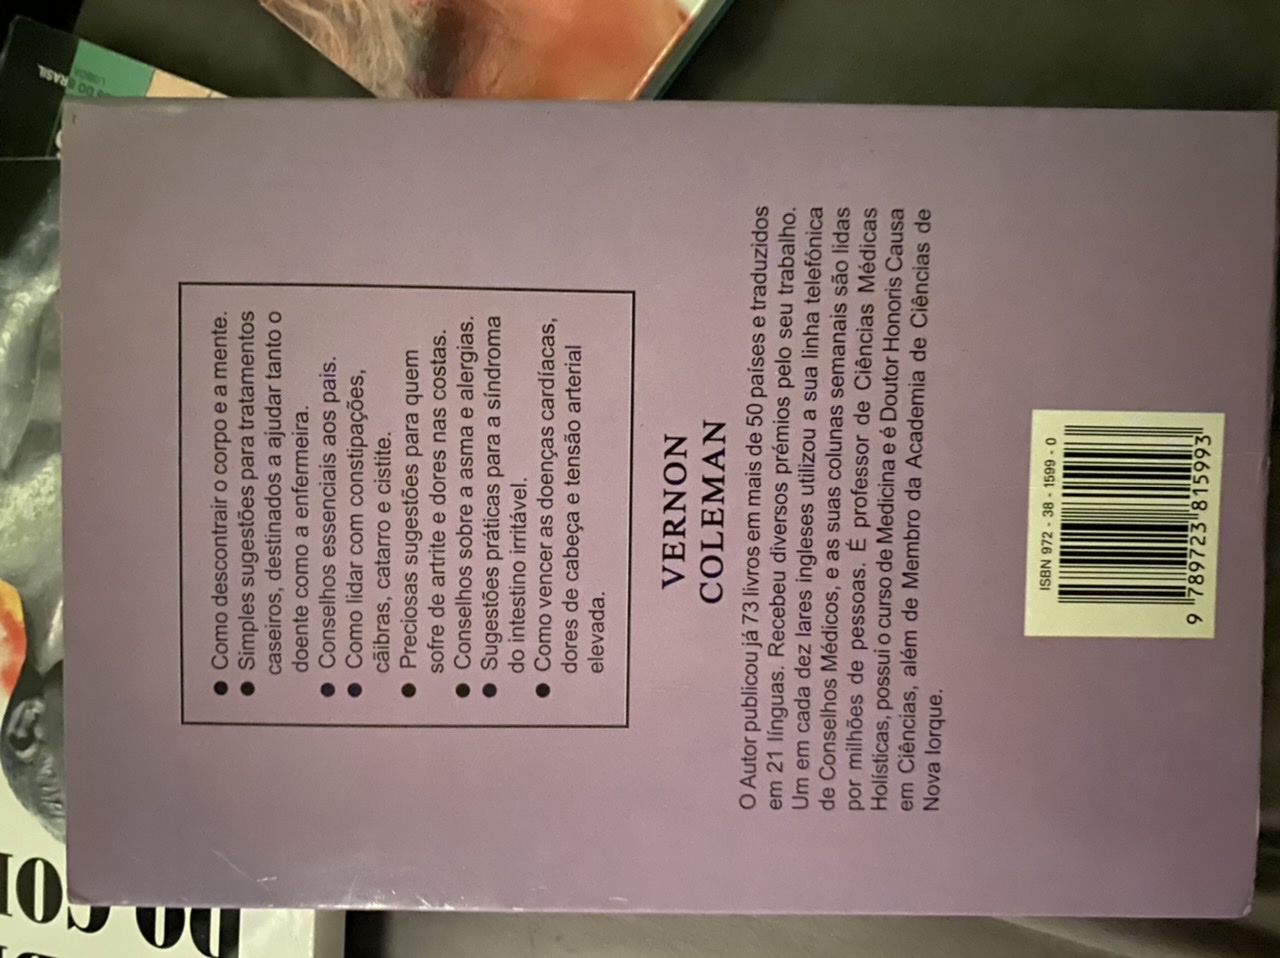 ● Como descontrair o corpo e a mente.
● Simples sugestões para tratamentos
caseiros, destinados a ajudar tanto o
doente como a enfermeira.
● Conselhos essenciais aos pais.
● Como lidar com constipações,
cãibras, catarro e cistite.
● Preciosas sugestões para quem
sofre de artrite e dores nas costas.
● Conselhos sobre a asma e alergias.
● Sugestões práticas para a síndroma
do intestino irritável.
● Como vencer as doenças cardíacas,
dores de cabeça e tensão arterial
elevada.
VERNON
COLEMAN
O Autor publicou já 73 livros em mais de 50 países e traduzidos
em 21 línguas. Recebeu diversos prémios pelo seu trabalho.
Um em cada dez lares ingleses utilizou a sua linha telefónica
de Conselhos Médicos, e as suas colunas semanais são lidas
por milhões de pessoas. É professor de Ciências Médicas
Holísticas, possui o curso de Medicina e é Doutor Honoris Causa
em Ciências, além de Membro da Academia de Ciências de
Nova Iorque.
ISBN 972 - 38 - 1599 - 0
9 789723 815993
DO